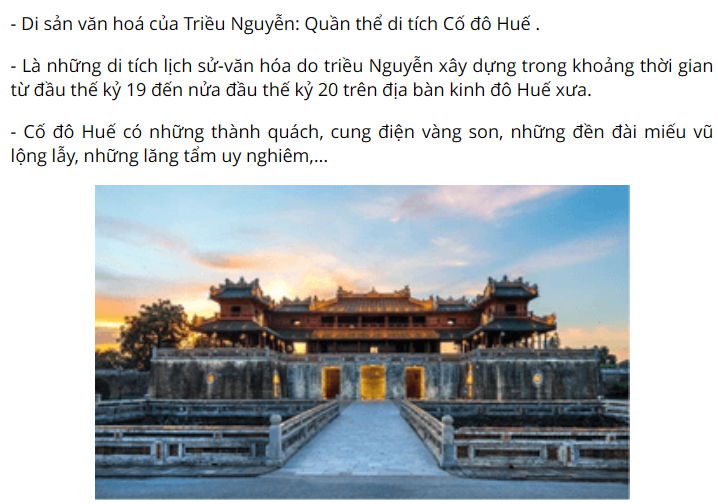 - Di sản văn hoá của Triều Nguyễn: Quần thể di tích Cố đô Huế .
- Là những di tích lịch sử-văn hóa do triều Nguyễn xây dựng trong khoảng thời gian
từ đầu thế kỷ 19 đến nửa đầu thế kỷ 20 trên địa bàn kinh đô Huế xưa.
- Cố đô Huế có những thành quách, cung điện vàng son, những đền đài miếu vũ
lộng lẫy, những lăng tẩm uy nghiêm,...